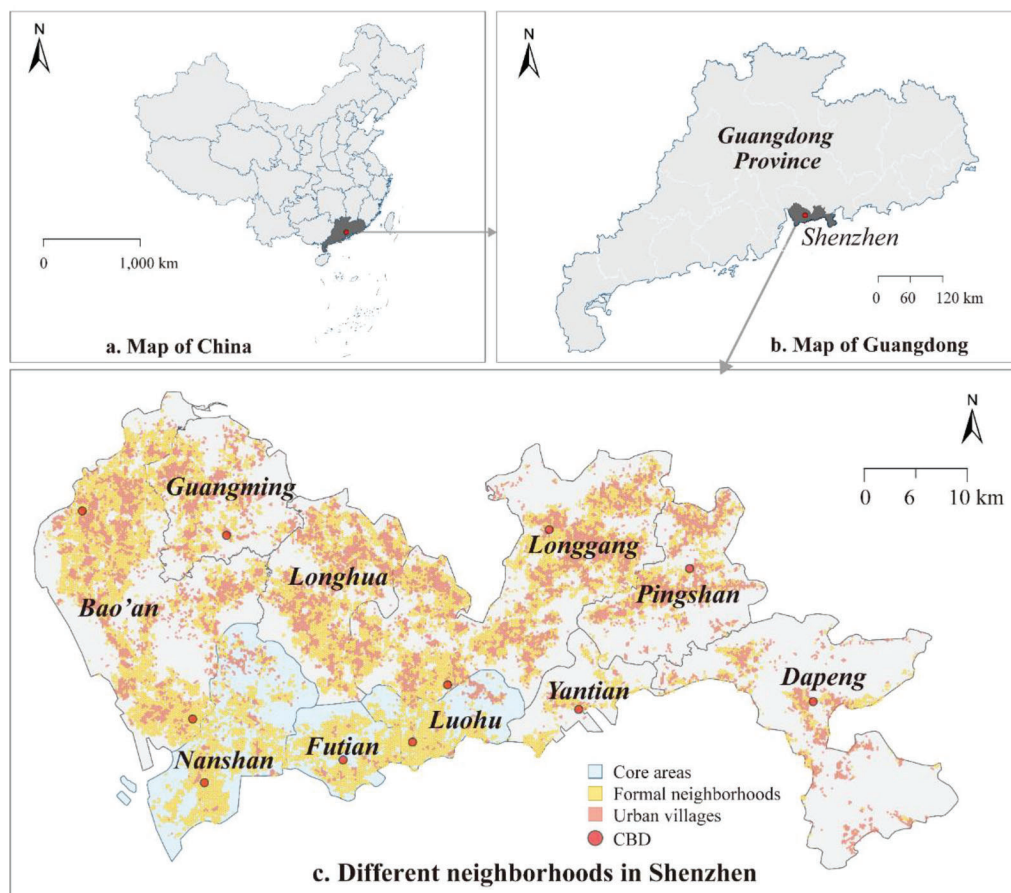 N
0 1,000 km
a. Map of China
N
Guangdong
Province
Shenzhen
0 60 120 km
b. Map of Guangdong
N
0 6 10 km
Guangming
Longgang
Longhua
Pingshan
Bao’an
Dapeng
Yantian
Luohu
Futian
Nanshan
Core areas
Formal neighborhoods
Urban villages
CBD
c. Different neighborhoods in Shenzhen